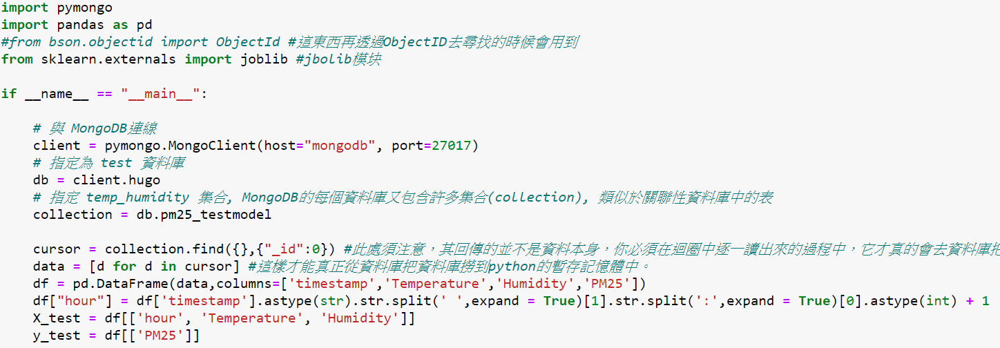 import pymongo
import pandas as pd
#from bson.objectid import ObjectId #這東西再透過ObjectID去尋找的時候會用到
from sklearn.externals import joblib #jbolib模块
if __name__ == "__main__":
# 與 MongoDB連線
client = pymongo.MongoClient(host="mongodb", port=27017)
# 指定為 test 資料庫
db = client.hugo
# 指定 temp_humidity 集合, MongoDB的每個資料庫又包含許多集合(collection), 類似於關聯性資料庫中的表
collection = db.pm25_testmodel
cursor = collection.find({},{"_id":0}) #此處須注意，其回傳的並不是資料本身，你必須在迴圈中逐一讀出來的過程中，它才真的會去資料庫把
data = [d for d in cursor] #這樣才能真正從資料庫把資料庫撈到python的暫存記憶體中。
df = pd.DataFrame(data,columns=['timestamp','Temperature','Humidity','PM25'])
df["hour"] = df['timestamp'].astype(str).str.split(' ',expand = True)[1].str.split(':',expand = True)[0].astype(int) + 1
X_test = df[['hour', 'Temperature', 'Humidity']]
y_test = df[['PM25']]